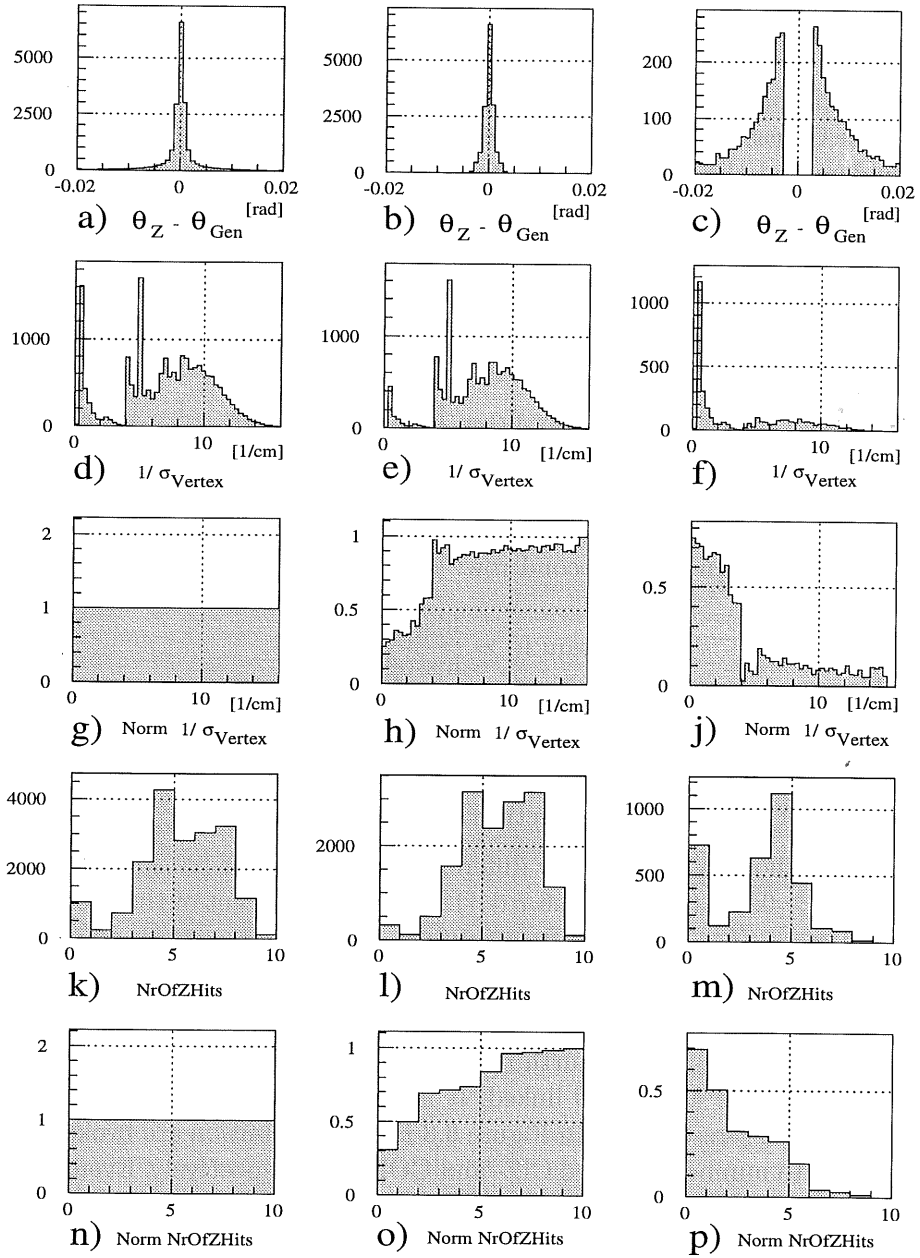 5000
2500
0
-0.02 0 0.02
[rad]
a) θZ - θGen
5000
2500
0
-0.02 0 0.02
[rad]
b) θZ - θGen
200
100
0
-0.02 0 0.02
[rad]
c) θZ - θGen
1000
0
10
[1/cm]
d) 1/ σVertex
1000
0
10
[1/cm]
e) 1/ σVertex
1000
500
0
0 10
[1/cm]
f) 1/ σVertex
2
1
0
0 10
[1/cm]
g) Norm 1/ σVertex
1
0.5
0
0 10
[1/cm]
h) Norm 1/ σVertex
0.5
0
0 10
[1/cm]
j) Norm 1/ σVertex
4000
2000
0
0 5 10
k) NrOfZHits
2000
0
0 5 10
l) NrOfZHits
1000
500
0
0 5 10
m) NrOfZHits
2
1
0
0 5 10
n) Norm NrOfZHits
1
0.5
0
0 5 10
o) Norm NrOfZHits
0.5
0
0 5 10
p) Norm NrOfZHits